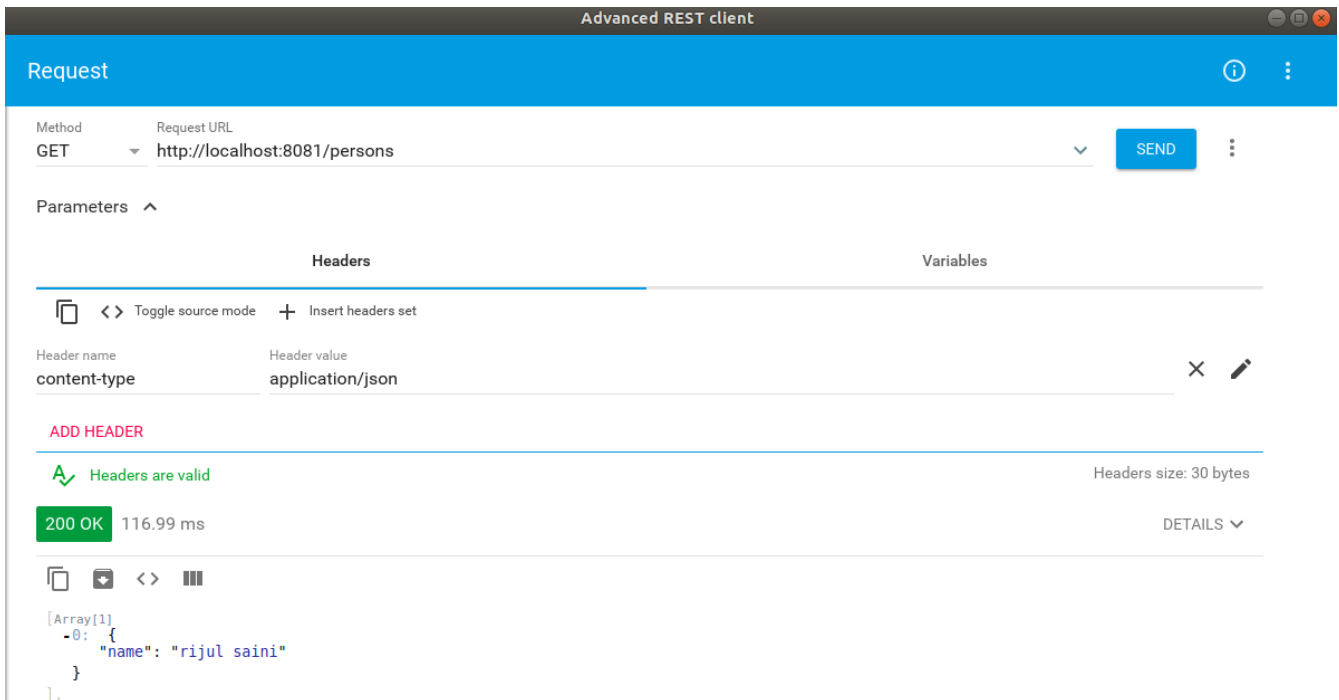 Advanced REST client
Request
Method
Request URL
GET
http://localhost:8081/persons
SEND
Parameters
Headers
Variables
<> Toggle source mode + Insert headers set
Header name
Header value
content-type
application/json
ADD HEADER
Headers are valid
Headers size: 30 bytes
200 OK 116.99 ms
DETAILS
[Array[1]
-0: {
"name": "rijul saini"
}
],